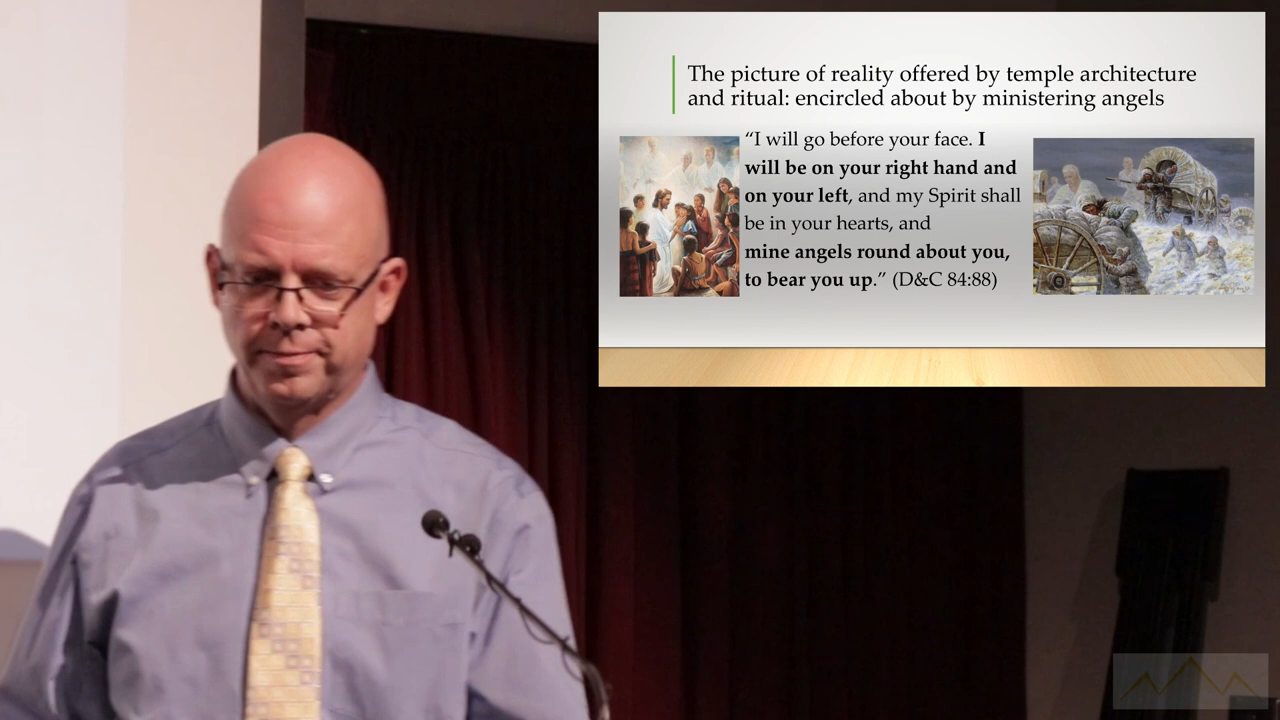 The picture of reality offered by temple architecture
and ritual: encircled about by ministering angels
“I will go before your face. I
will be on your right hand and
on your left, and my Spirit shall
be in your hearts, and
mine angels round about you,
to bear you up.” (D&C 84:88)